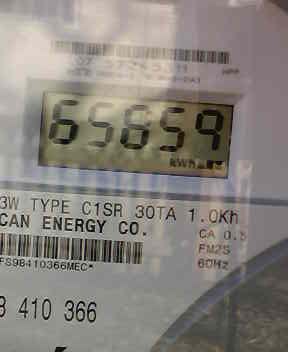 65659
kWh
3W TYPE C1SR 30TA 1.0Kh
CAN ENERGY CO.
CA 0.5
FM2S
60Hz
FS98410366MEC*
8 410 366